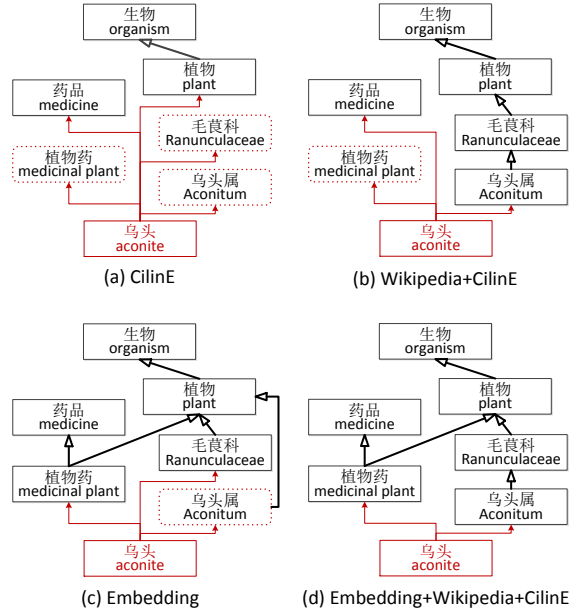 生物
organism
植物
plant
药品
medicine
毛茛科
Ranunculaceae
植物药
medicinal plant
乌头属
Aconitum
乌头
aconite
(a) CilinE
生物
organism
植物
plant
药品
medicine
毛茛科
Ranunculaceae
植物药
medicinal plant
乌头属
Aconitum
乌头
aconite
(b) Wikipedia+CilinE
生物
organism
植物
plant
药品
medicine
毛茛科
Ranunculaceae
植物药
medicinal plant
乌头属
Aconitum
乌头
aconite
(c) Embedding
生物
organism
植物
plant
药品
medicine
毛茛科
Ranunculaceae
植物药
medicinal plant
乌头属
Aconitum
乌头
aconite
(d) Embedding+Wikipedia+CilinE